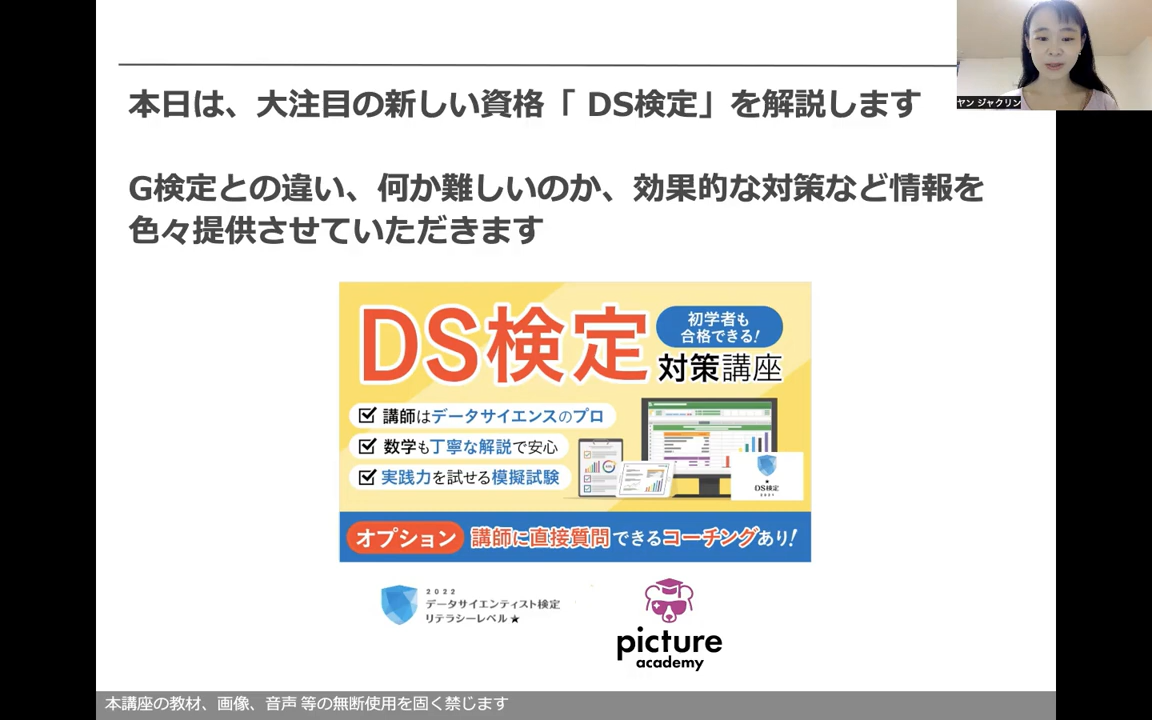 本日は、大注目の新しい資格「 DS検定」を解説します
ヤン ジャクリン
G検定との違い、何か難しいのか、効果的な対策など情報を
色々提供させていただきます
DS検定
初学者も
合格できる!
対策講座
講師はデータサイエンスのプロ
数学も丁寧な解説で安心
実践力を試せる模擬試験
DS検定
2021
オプション 講師に直接質問できるコーチングあり!
2022
データサイエンティスト検定
リテラシーレベル★
picture
academy
本講座の教材、画像、音声 等の無断使用を固く禁じます